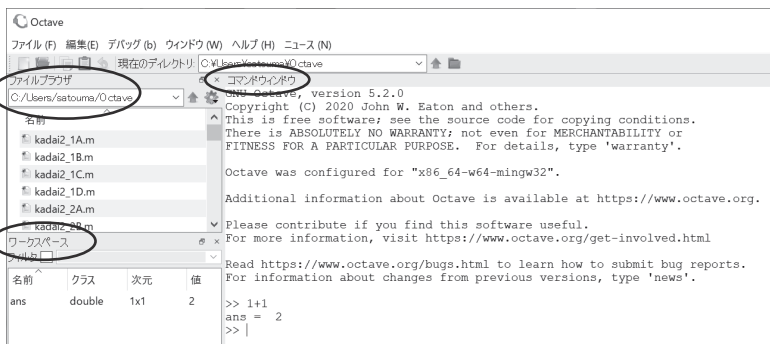 Octave
ファイル (F) 編集(E) デバッグ (b) ウィンドウ (W) ヘルプ (H) ニュース (N)
現在のディレクトリ: C:¥Users¥satouma¥Octave
ファイルブラウザ
C:/Users/satouma/Octave
名前
kadai2_1A.m
kadai2_1B.m
kadai2_1C.m
kadai2_1D.m
kadai2_2A.m
kadai2_2B.m
ワークスペース
フィルタ
名前 クラス 次元 値
ans double 1x1 2
コマンドウィンドウ
GNU Octave, version 5.2.0
Copyright (C) 2020 John W. Eaton and others.
This is free software; see the source code for copying conditions.
There is ABSOLUTELY NO WARRANTY; not even for MERCHANTABILITY or
FITNESS FOR A PARTICULAR PURPOSE. For details, type 'warranty'.
Octave was configured for "x86_64-w64-mingw32".
Additional information about Octave is available at https://www.octave.org.
Please contribute if you find this software useful.
For more information, visit https://www.octave.org/get-involved.html
Read https://www.octave.org/bugs.html to learn how to submit bug reports.
For information about changes from previous versions, type 'news'.
>> 1+1
ans = 2
>>